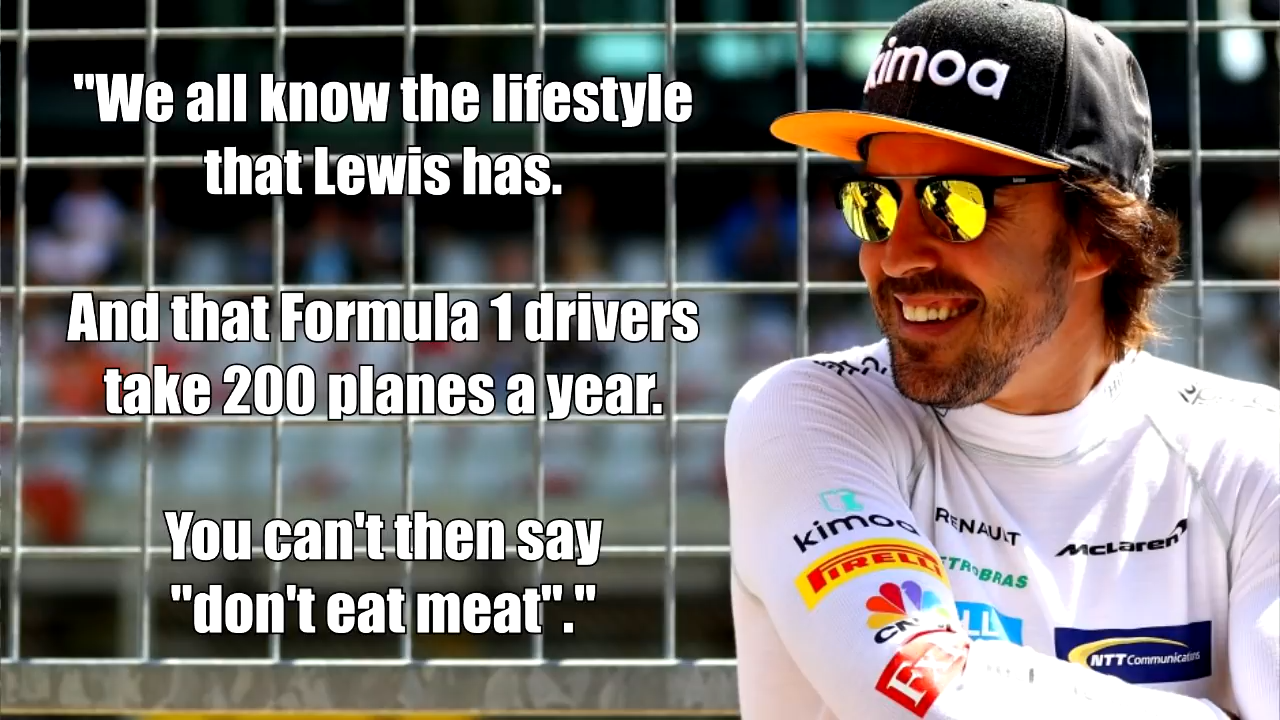 "We all know the lifestyle
that Lewis has.
And that Formula 1 drivers
take 200 planes a year.
You can't then say
"don't eat meat"."
kimoa
kimoa
RENAULT
McLaren
PIRELLI
NTT Communications